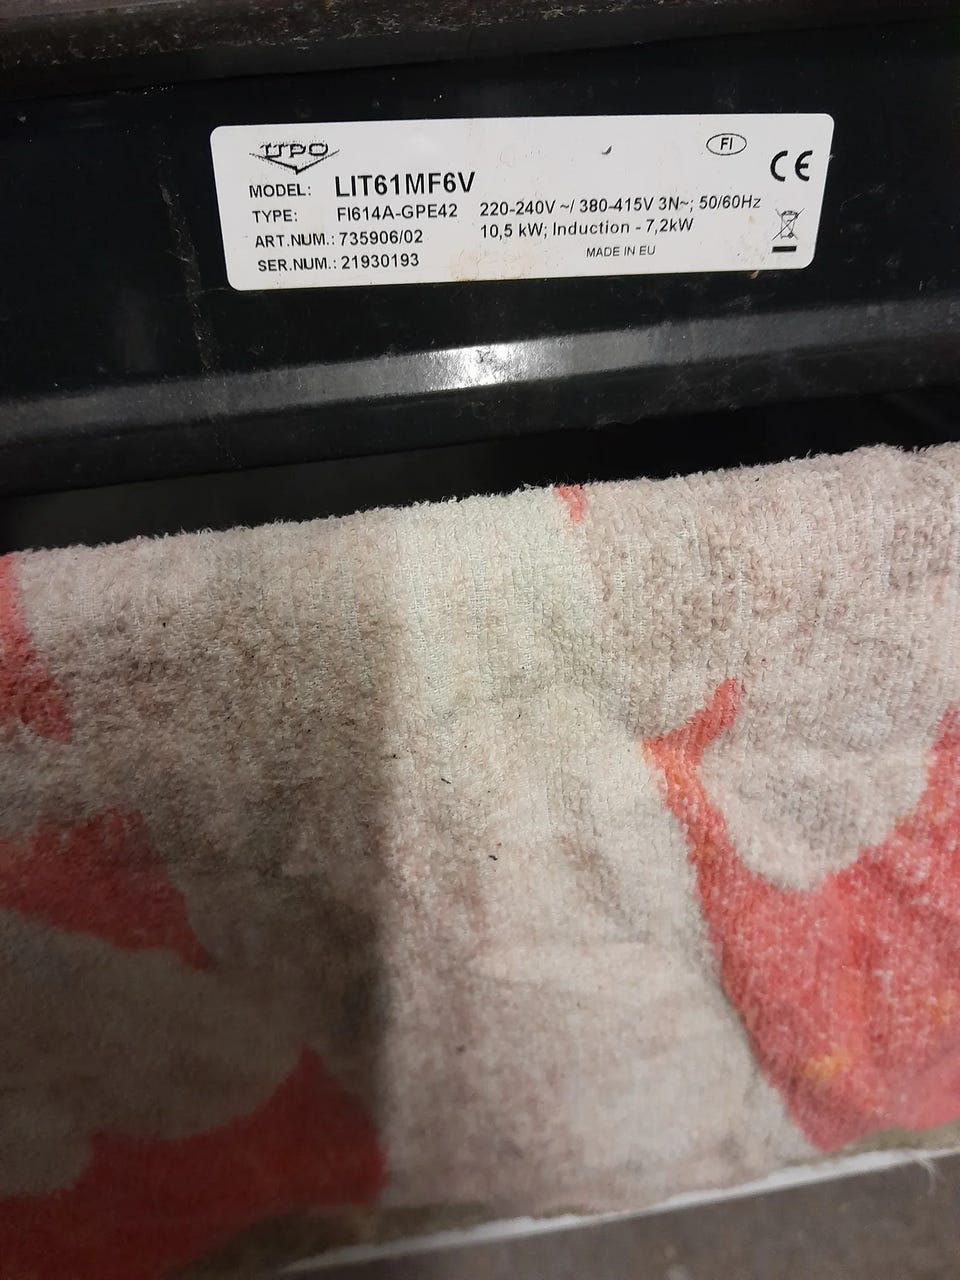 UPO
FI
CE
MODEL: LIT61MF6V
TYPE: FI614A-GPE42 220-240V ~/ 380-415V 3N~; 50/60Hz
ART.NUM.: 735906/02 10,5 kW; Induction - 7,2kW
SER.NUM.: 21930193 MADE IN EU